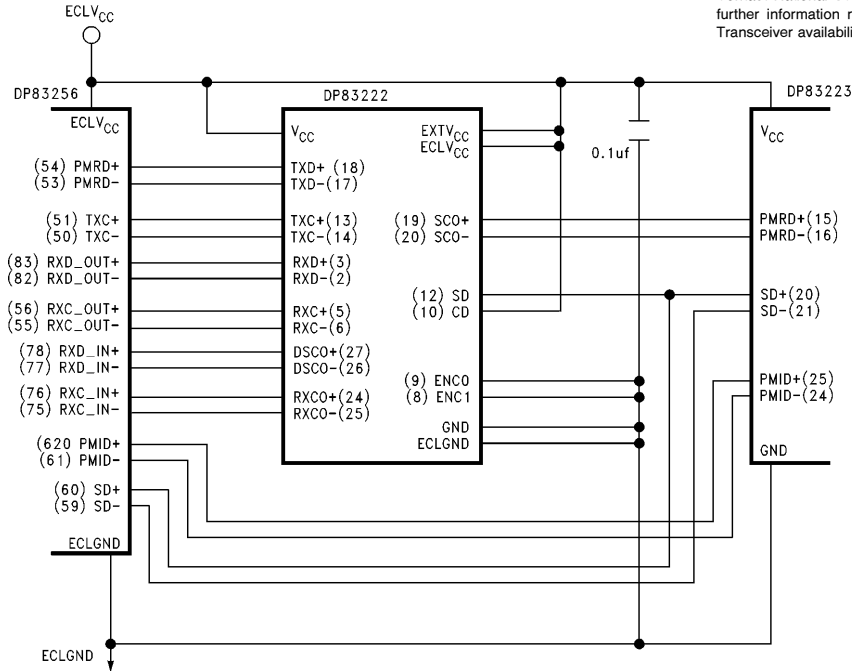 further information r
Transceiver availabili
ECLVCC
DP83256
DP83222
DP83223
ECLVCC
(54) PMRD+
(53) PMRD-
(51) TXC+
(50) TXC-
(83) RXD_OUT+
(82) RXD_OUT-
(56) RXC_OUT+
(55) RXC_OUT-
(78) RXD_IN+
(77) RXD_IN-
(76) RXC_IN+
(75) RXC_IN-
(620 PMID+
(61) PMID-
(60) SD+
(59) SD-
ECLGND
VCC
TXD+ (18)
TXD-(17)
TXC+(13)
TXC-(14)
RXD+(3)
RXD-(2)
RXC+(5)
RXC-(6)
DSCO+(27)
DSCO-(26)
RXCO+(24)
RXCO-(25)
EXTVCC
ECLVCC
(19) SCO+
(20) SCO-
(12) SD
(10) CD
(9) ENC0
(8) ENC1
GND
ECLGND
0.1uf
VCC
PMRD+(15)
PMRD-(16)
SD+(20)
SD-(21)
PMID+(25)
PMID-(24)
GND
ECLGND